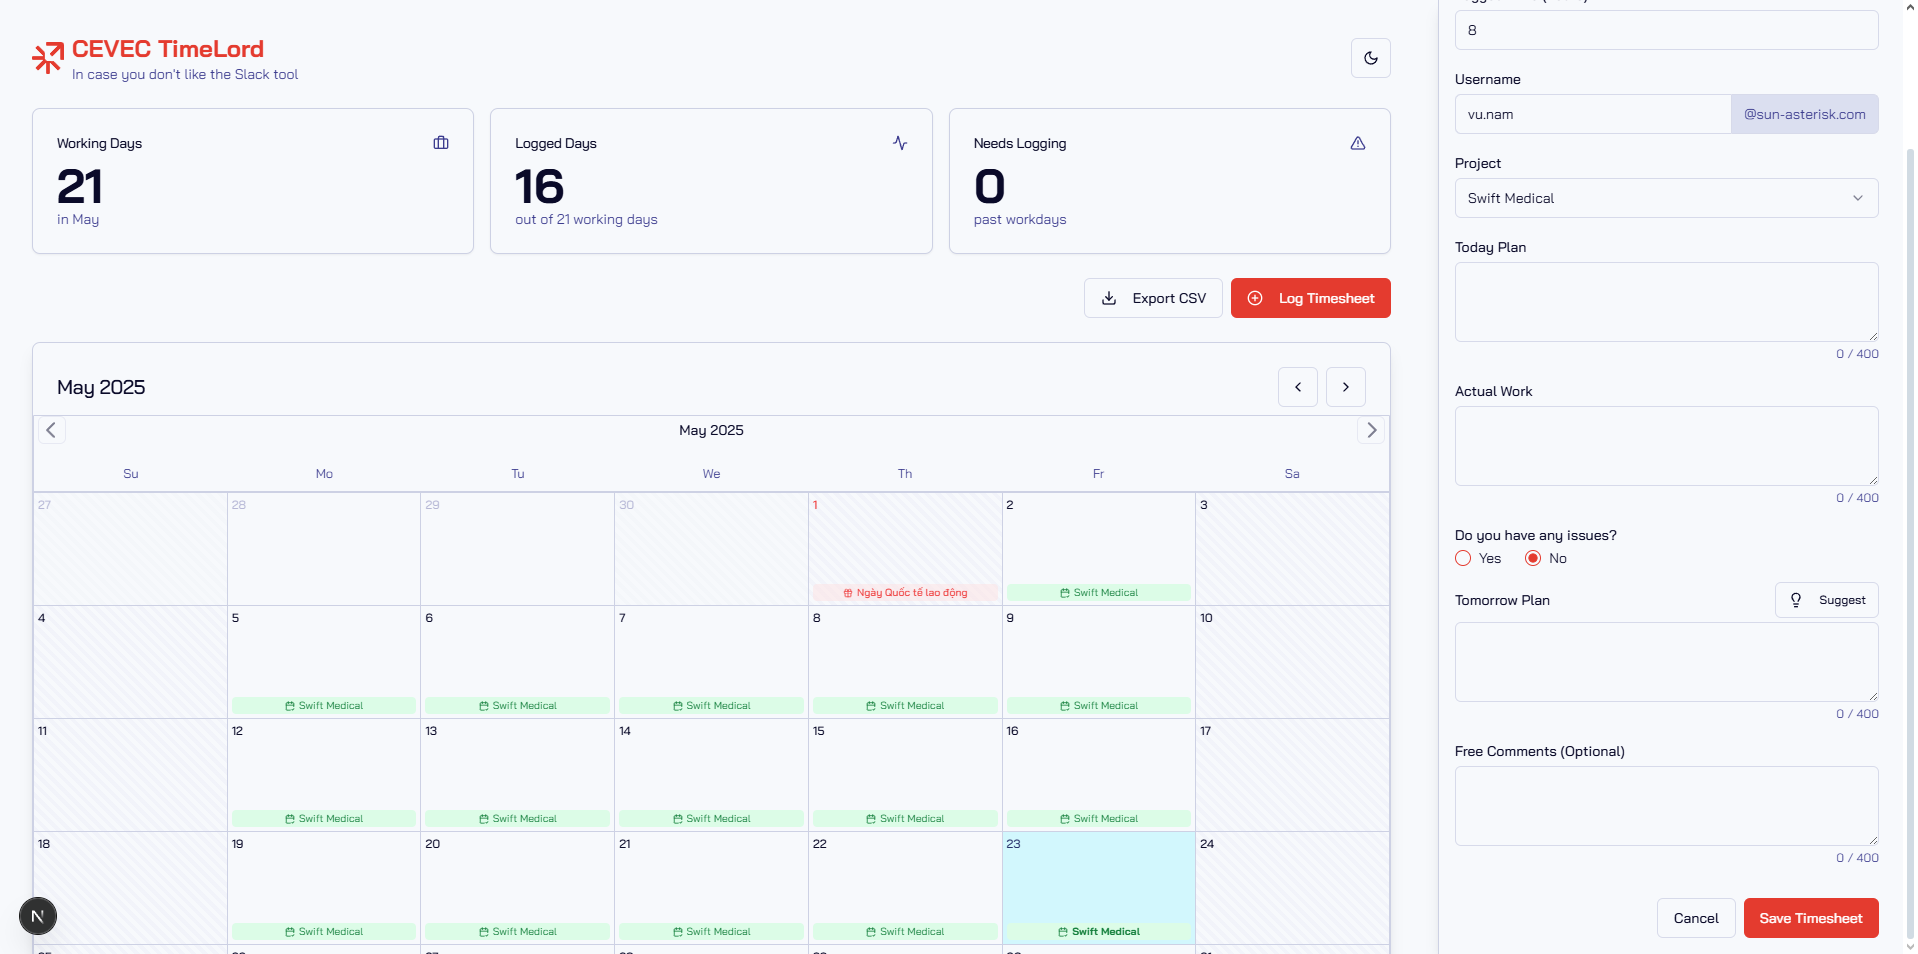 CEVEC TimeLord
In case you don't like the Slack tool
Working Days
21
in May
Logged Days
16
out of 21 working days
Needs Logging
0
past workdays
Export CSV
Log Timesheet
May 2025
May 2025
Su Mo Tu We Th Fr Sa
27 28 29 30 1 2 3
Ngày Quốc tế lao động Swift Medical
4 5 6 7 8 9 10
Swift Medical Swift Medical Swift Medical Swift Medical Swift Medical
11 12 13 14 15 16 17
Swift Medical Swift Medical Swift Medical Swift Medical Swift Medical
18 19 20 21 22 23 24
Swift Medical Swift Medical Swift Medical Swift Medical Swift Medical
N
8
Username
vu.nam @sun-asterisk.com
Project
Swift Medical
Today Plan
0 / 400
Actual Work
0 / 400
Do you have any issues?
Yes No
Tomorrow Plan Suggest
0 / 400
Free Comments (Optional)
0 / 400
Cancel Save Timesheet